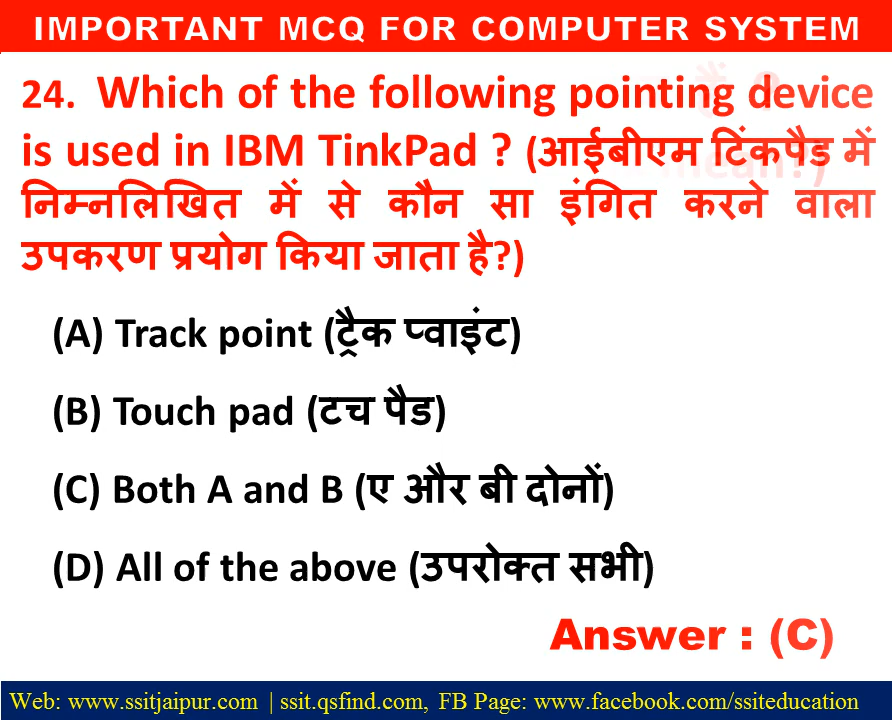 IMPORTANT MCQ FOR COMPUTER SYSTEM
24. Which of the following pointing device
is used in IBM TinkPad ? (आईबीएम टिंकपैड में
निम्नलिखित में से कौन सा इंगित करने वाला
उपकरण प्रयोग किया जाता है?)
(A) Track point (ट्रैक प्वाइंट)
(B) Touch pad (टच पैड)
(C) Both A and B (ए और बी दोनों)
(D) All of the above (उपरोक्त सभी)
Answer : (C)
Web: www.ssitjaipur.com | ssit.qsfind.com, FB Page: www.facebook.com/ssiteducation